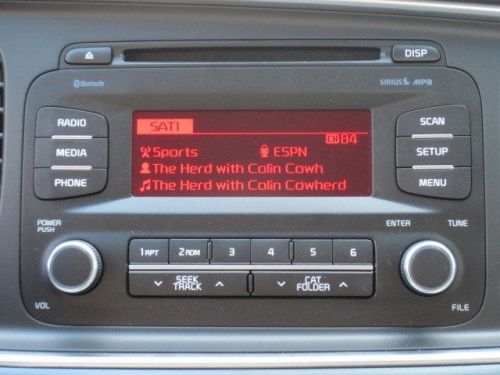 DISP
Bluetooth
SIRIUS MP3
RADIO
MEDIA
PHONE
SAT1
CH 84
Sports ESPN
The Herd with Colin Cowh
The Herd with Colin Cowherd
SCAN
SETUP
MENU
POWER
PUSH
VOL
1 RPT 2 RDM 3 4 5 6
SEEK
TRACK
CAT
FOLDER
ENTER TUNE
FILE